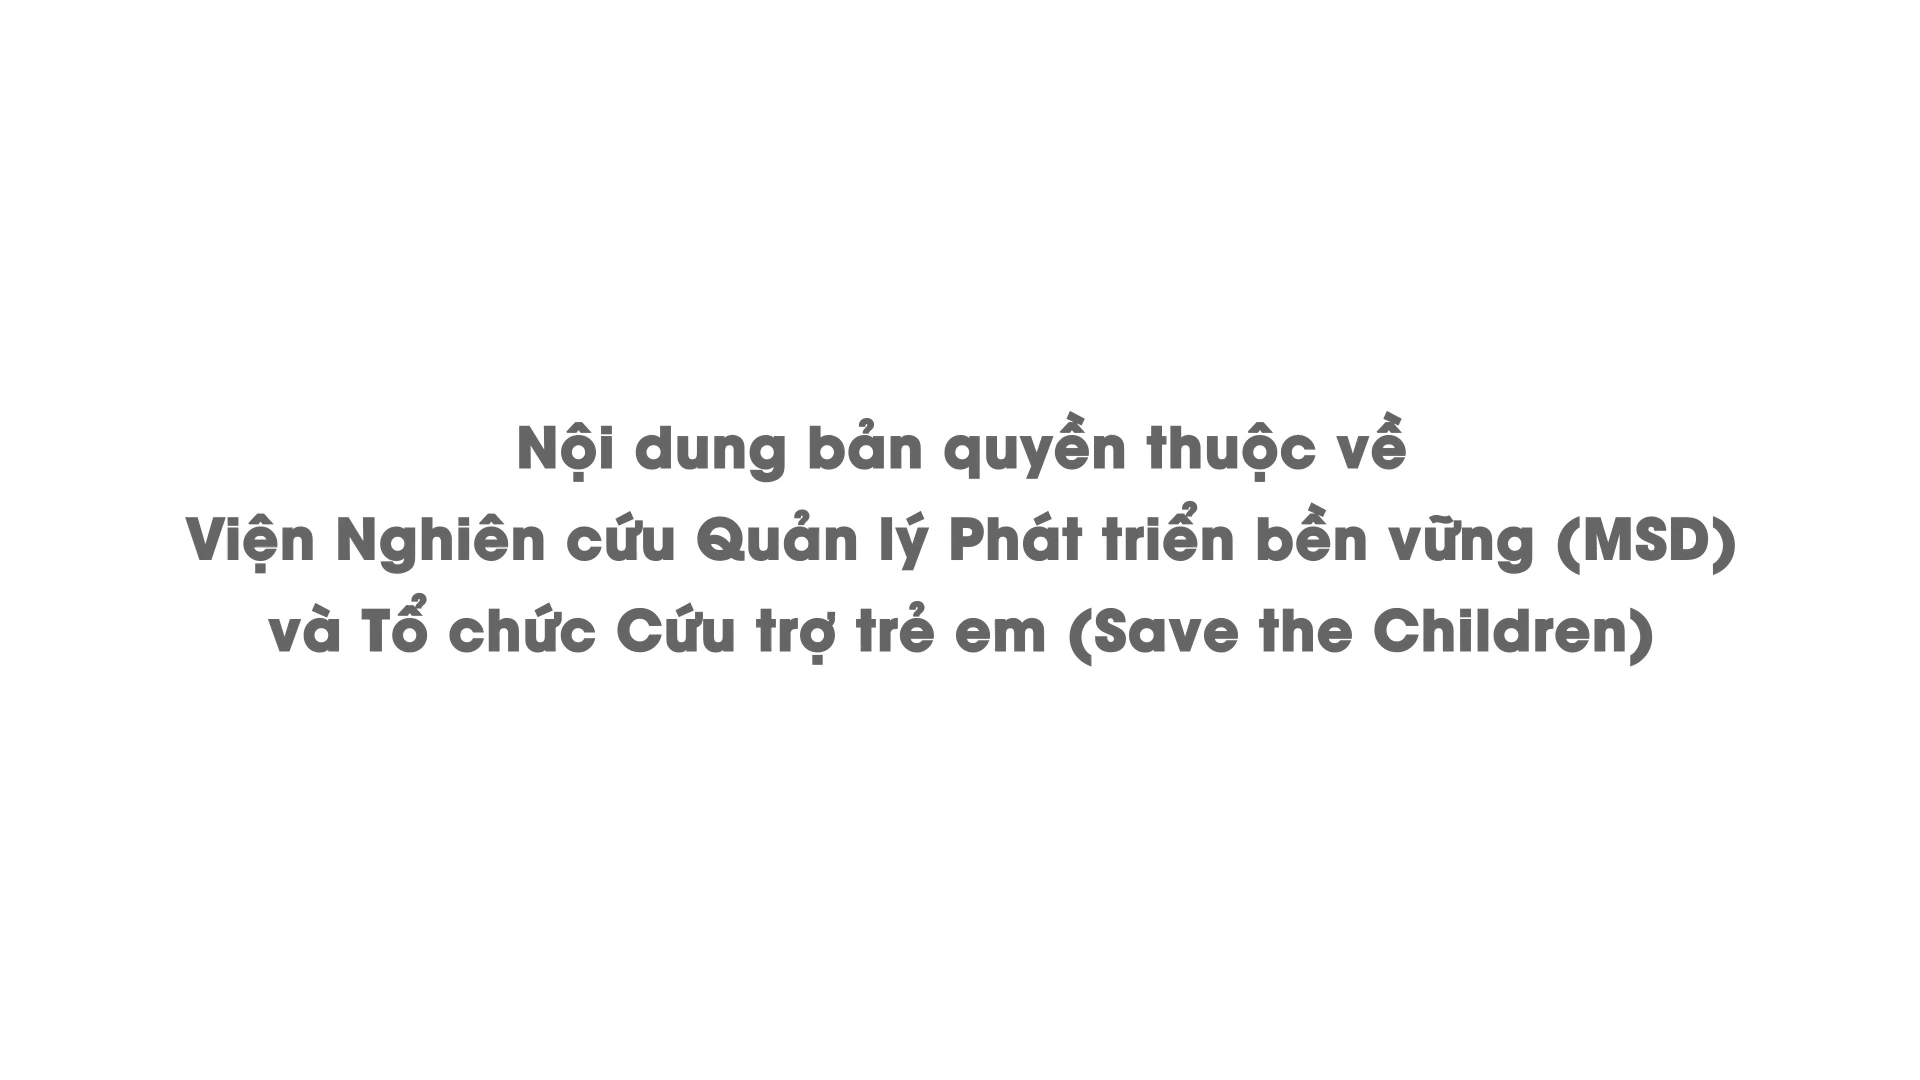 Nội dung bản quyền thuộc về
Viện Nghiên cứu Quản lý Phát triển bền vững (MSD)
và Tổ chức Cứu trợ trẻ em (Save the Children)